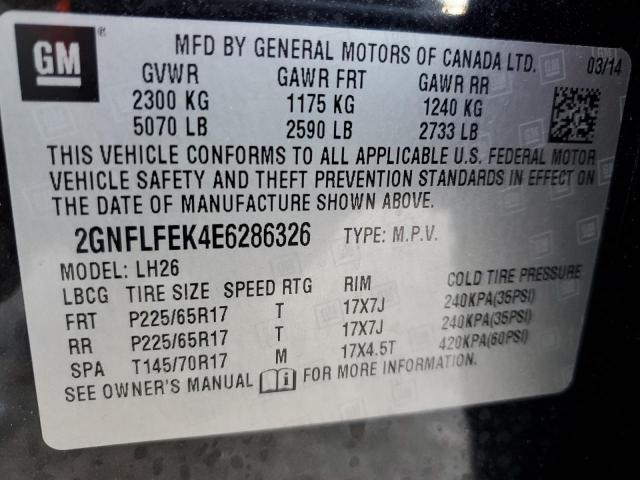 GM
MFD BY GENERAL MOTORS OF CANADA LTD. 03/14
GVWR GAWR FRT GAWR RR
2300 KG 1175 KG 1240 KG
5070 LB 2590 LB 2733 LB
THIS VEHICLE CONFORMS TO ALL APPLICABLE U.S. FEDERAL MOTOR
VEHICLE SAFETY AND THEFT PREVENTION STANDARDS IN EFFECT ON
THE DATE OF MANUFACTURE SHOWN ABOVE.
2GNFLFEK4E6286326 TYPE: M.P.V.
MODEL: LH26
LBCG TIRE SIZE SPEED RTG RIM COLD TIRE PRESSURE
FRT P225/65R17 T 17X7J 240KPA(35PSI)
RR P225/65R17 T 17X7J 240KPA(35PSI)
SPA T145/70R17 M 17X4.5T 420KPA(60PSI)
SEE OWNER'S MANUAL FOR MORE INFORMATION.